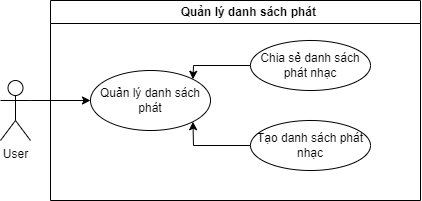 Quản lý danh sách phát
Chia sẻ danh sách
phát nhạc
Quản lý danh sách
phát
Tạo danh sách phát
nhạc
User